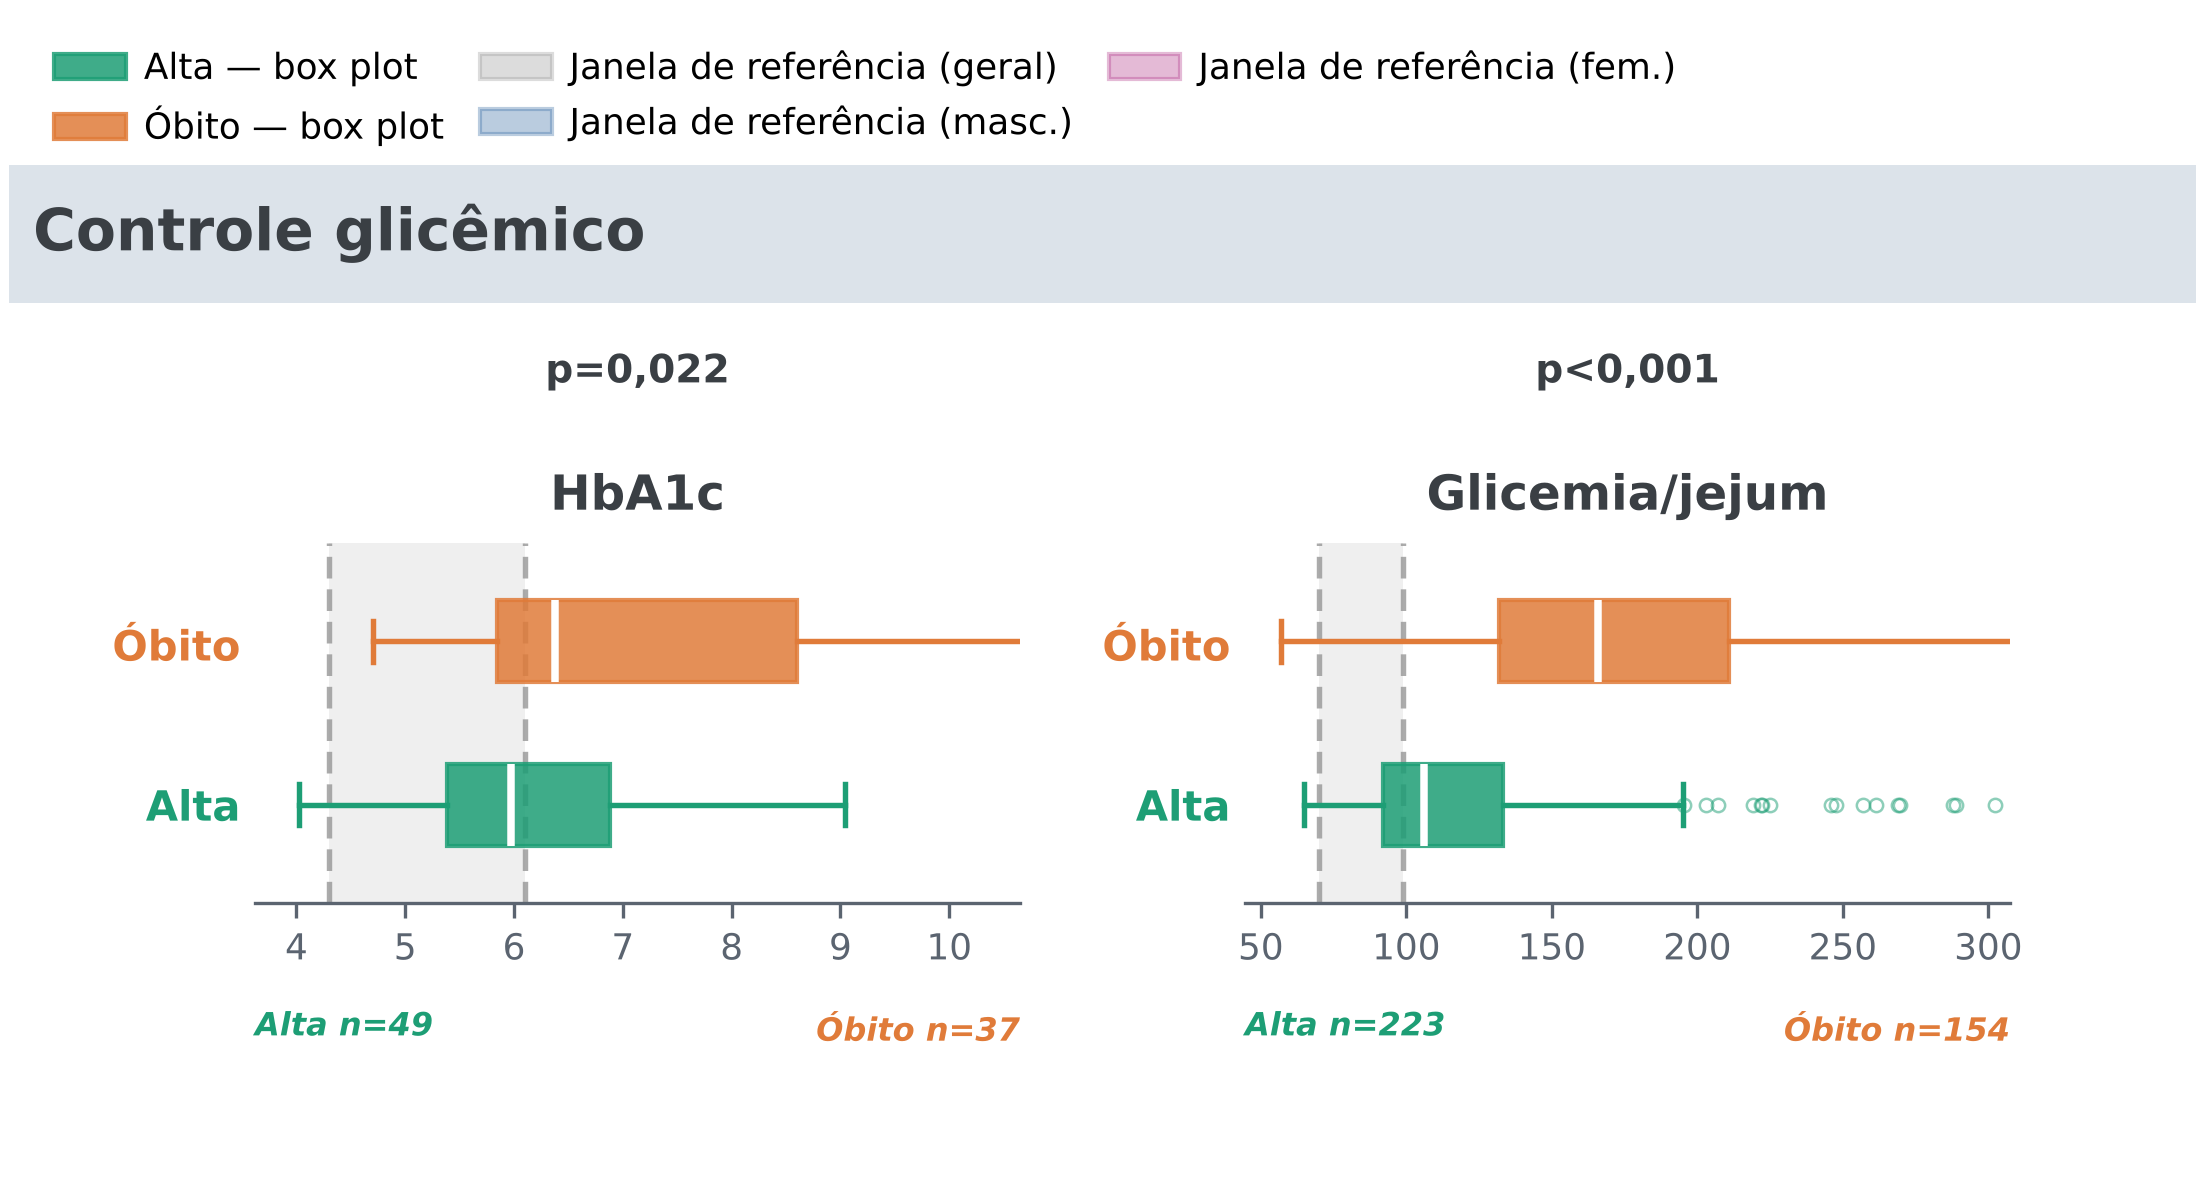 Alta — box plot
Óbito — box plot
Janela de referência (geral)
Janela de referência (masc.)
Janela de referência (fem.)
Controle glicêmico
p=0,022
HbA1c
Óbito
Alta
4 5 6 7 8 9 10
Alta n=49
Óbito n=37
p<0,001
Glicemia/jejum
Óbito
Alta
50 100 150 200 250 300
Alta n=223
Óbito n=154